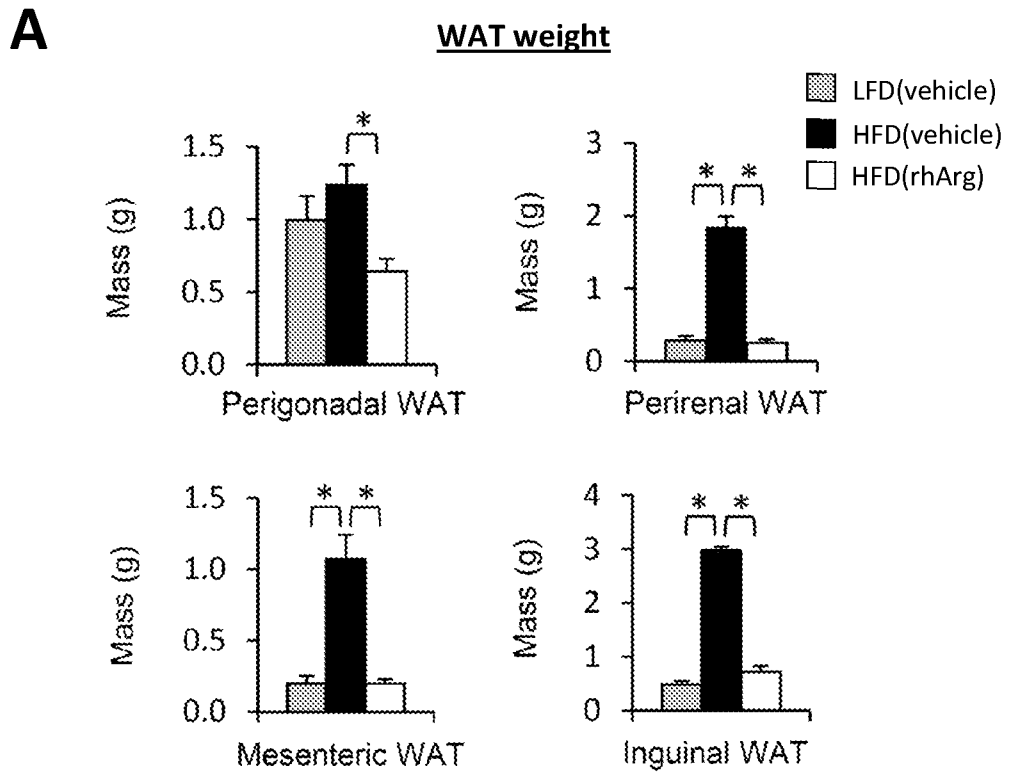 A
WAT weight
LFD(vehicle)
HFD(vehicle)
HFD(rhArg)
*
1.5
1.0
0.5
0.0
Mass (g)
Perigonadal WAT
* *
3
2
1
0
Mass (g)
Perirenal WAT
* *
1.5
1.0
0.5
0.0
Mass (g)
Mesenteric WAT
* *
4
3
2
1
0
Mass (g)
Inguinal WAT